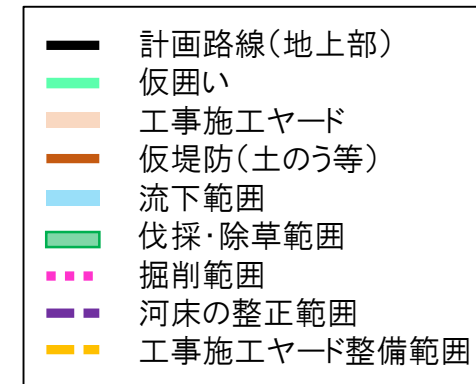 計画路線(地上部)
仮囲い
工事施工ヤード
仮堤防(土のう等)
流下範囲
伐採・除草範囲
掘削範囲
河床の整正範囲
工事施工ヤード整備範囲